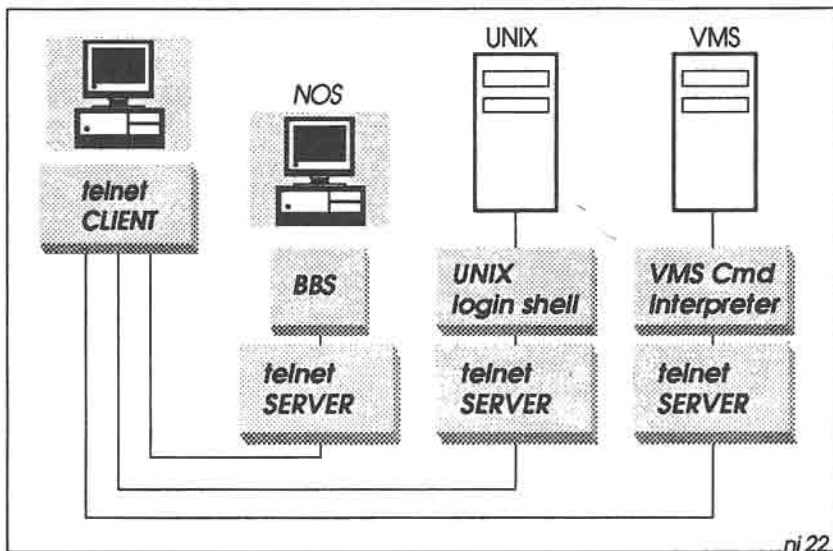 UNIX
VMS
NOS
telnet
CLIENT
BBS
UNIX
login shell
VMS Cmd
Interpreter
telnet
SERVER
telnet
SERVER
telnet
SERVER
ni 22